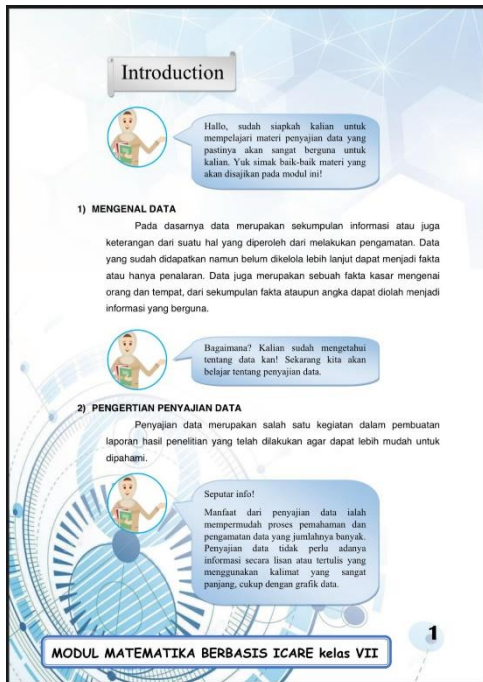 Introduction
Hallo, sudah siapkah kalian untuk
mempelajari materi penyajian data yang
pastinya akan sangat berguna untuk
kalian. Yuk simak baik-baik materi yang
akan disajikan pada modul ini!
1) MENGENAL DATA
Pada dasarnya data merupakan sekumpulan informasi atau juga
keterangan dari suatu hal yang diperoleh dari melakukan pengamatan. Data
yang sudah didapatkan namun belum dikelola lebih lanjut dapat menjadi fakta
atau hanya penalaran. Data juga merupakan sebuah fakta kasar mengenai
orang dan tempat, dari sekumpulan fakta ataupun angka dapat diolah menjadi
informasi yang berguna.
Bagaimana? Kalian sudah mengetahui
tentang data kan! Sekarang kita akan
belajar tentang penyajian data.
2) PENGERTIAN PENYAJIAN DATA
Penyajian data merupakan salah satu kegiatan dalam pembuatan
laporan hasil penelitian yang telah dilakukan agar dapat lebih mudah untuk
dipahami.
Seputar info!
Manfaat dari penyajian data ialah
mempermudah proses pemahaman dan
pengamatan data yang jumlahnya banyak.
Penyajian data tidak perlu adanya
informasi secara lisan atau tertulis yang
menggunakan kalimat yang sangat
panjang, cukup dengan grafik data.
1
MODUL MATEMATIKA BERBASIS ICARE kelas VII